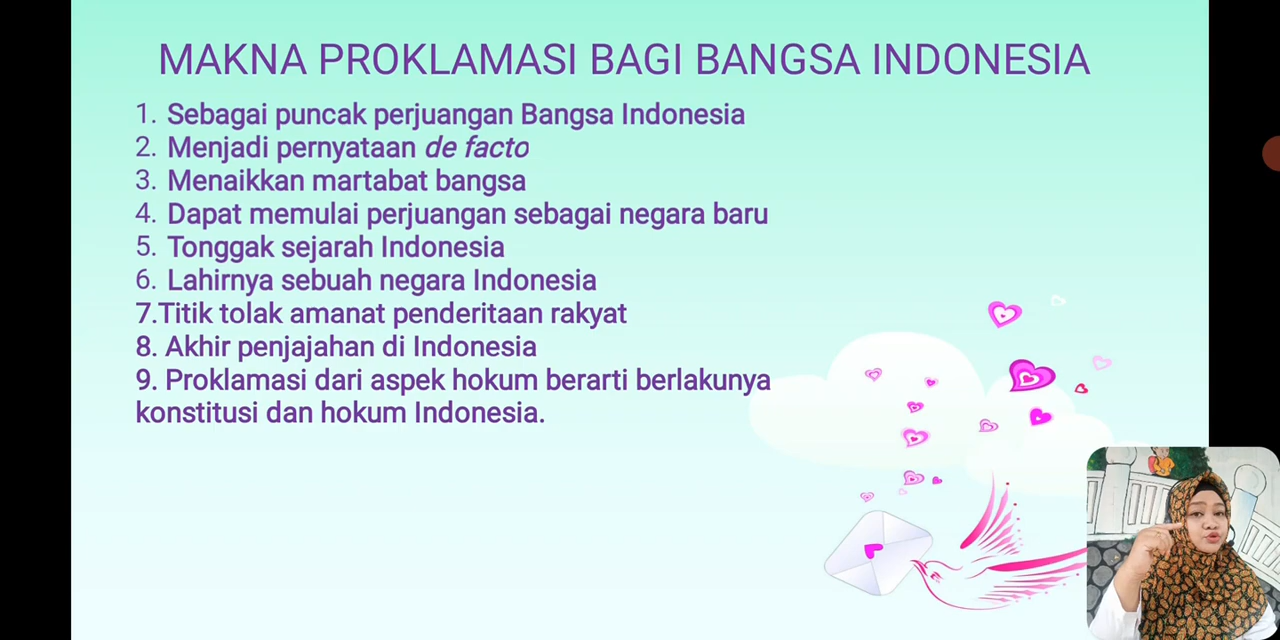 MAKNA PROKLAMASI BAGI BANGSA INDONESIA
1. Sebagai puncak perjuangan Bangsa Indonesia
2. Menjadi pernyataan de facto
3. Menaikkan martabat bangsa
4. Dapat memulai perjuangan sebagai negara baru
5. Tonggak sejarah Indonesia
6. Lahirnya sebuah negara Indonesia
7.Titik tolak amanat penderitaan rakyat
8. Akhir penjajahan di Indonesia
9. Proklamasi dari aspek hokum berarti berlakunya
konstitusi dan hokum Indonesia.